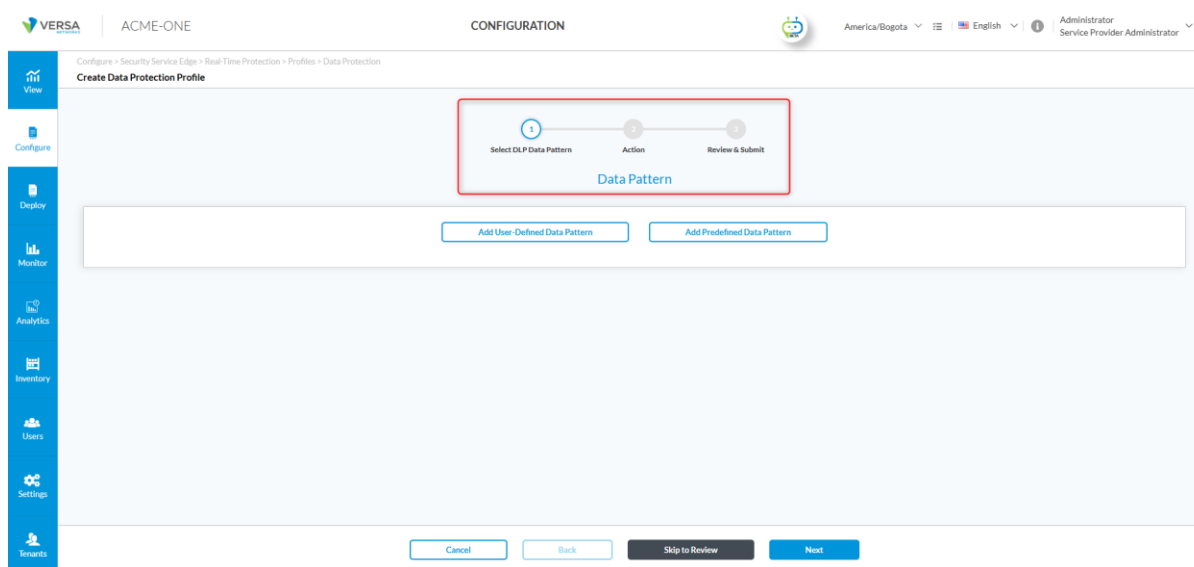 VERSA
NETWORKS
ACME-ONE
CONFIGURATION
BETA
America/Bogota
English
Administrator
Service Provider Administrator
Configure > Security Service Edge > Real-Time Protection > Profiles > Data Protection
Create Data Protection Profile
View
Configure
Deploy
Monitor
Analytics
Inventory
Users
Settings
Tenants
1
2
3
Select DLP Data Pattern
Action
Review & Submit
Data Pattern
Add User-Defined Data Pattern
Add Predefined Data Pattern
Cancel
Back
Skip to Review
Next